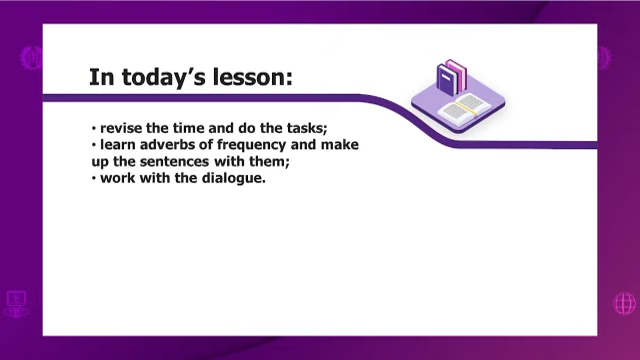 In today’s lesson:
• revise the time and do the tasks;
• learn adverbs of frequency and make
up the sentences with them;
• work with the dialogue.